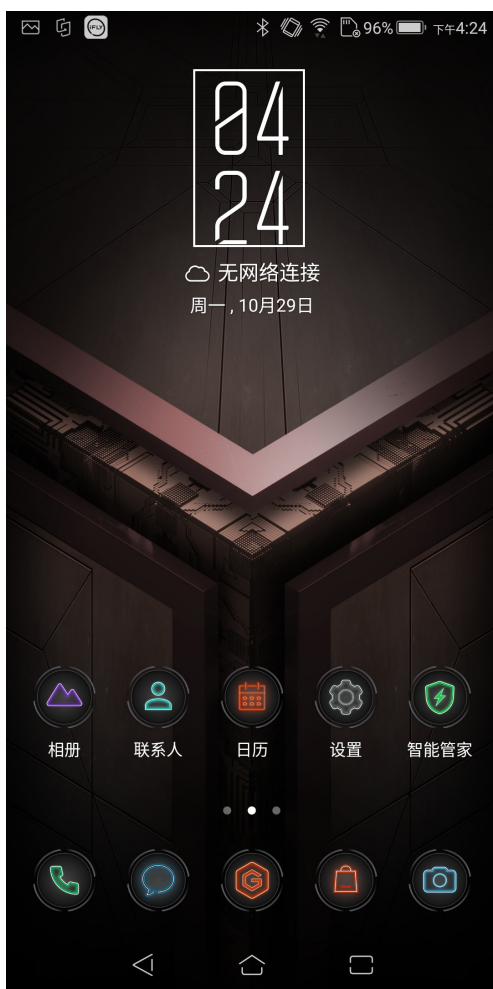 iFLY
96%
下午4:24
04
24
无网络连接
周一 , 10月29日
相册
联系人
日历
设置
智能管家